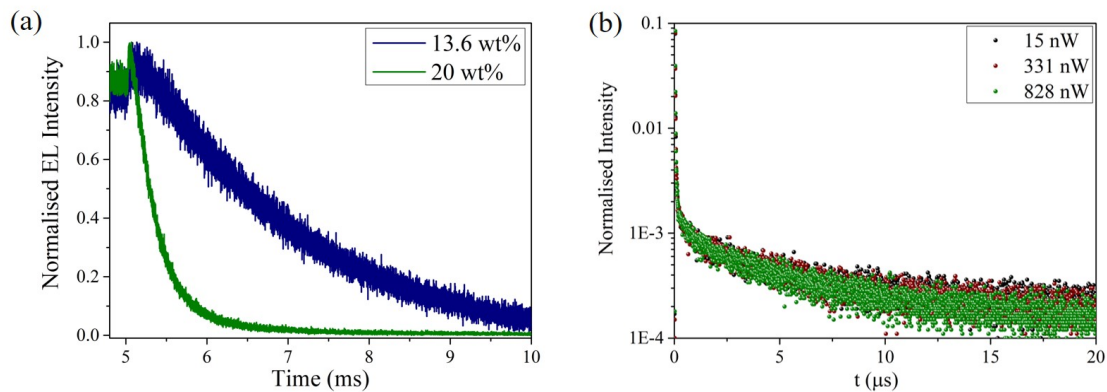 (a)
Normalised EL Intensity
1.0
0.8
0.6
0.4
0.2
0.0
13.6 wt%
20 wt%
5 6 7 8 9 10
Time (ms)
(b)
Normalised Intensity
0.1
0.01
1E-3
1E-4
15 nW
331 nW
828 nW
0 5 10 15 20
t (μs)